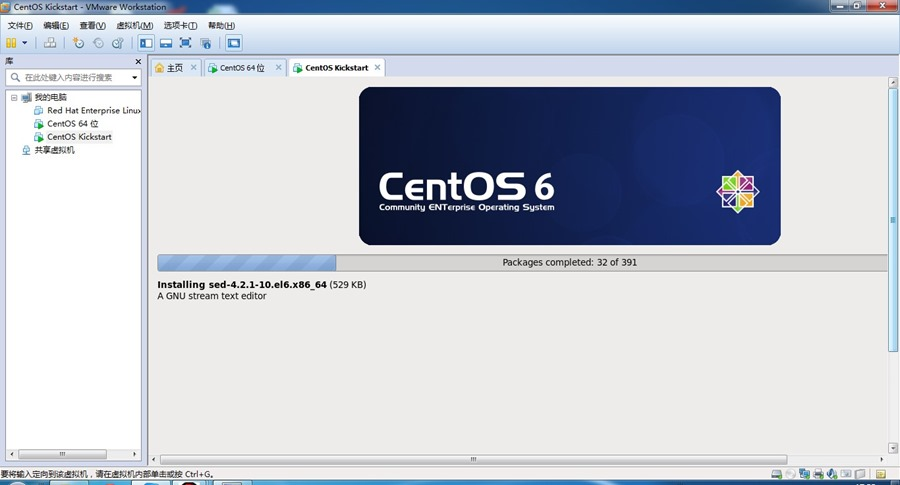 CentOS Kickstart - VMware Workstation
文件(F) 编辑(E) 查看(V) 虚拟机(M) 选项卡(T) 帮助(H)
库
在此处键入内容进行搜索
我的电脑
Red Hat Enterprise Linux
CentOS 64 位
CentOS Kickstart
共享虚拟机
主页 CentOS 64 位 CentOS Kickstart
CentOS 6
Community ENTerprise Operating System
Packages completed: 32 of 391
Installing sed-4.2.1-10.el6.x86_64 (529 KB)
A GNU stream text editor
要将输入定向到该虚拟机，请在虚拟机内部单击或按 Ctrl+G。